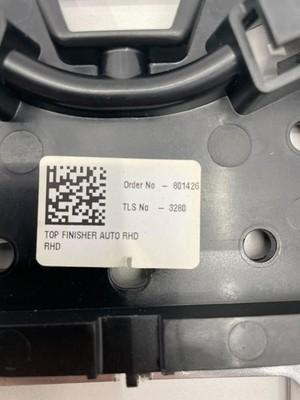 Order No - 801426
TLS No - 3280
TOP FINISHER AUTO RHD
RHD